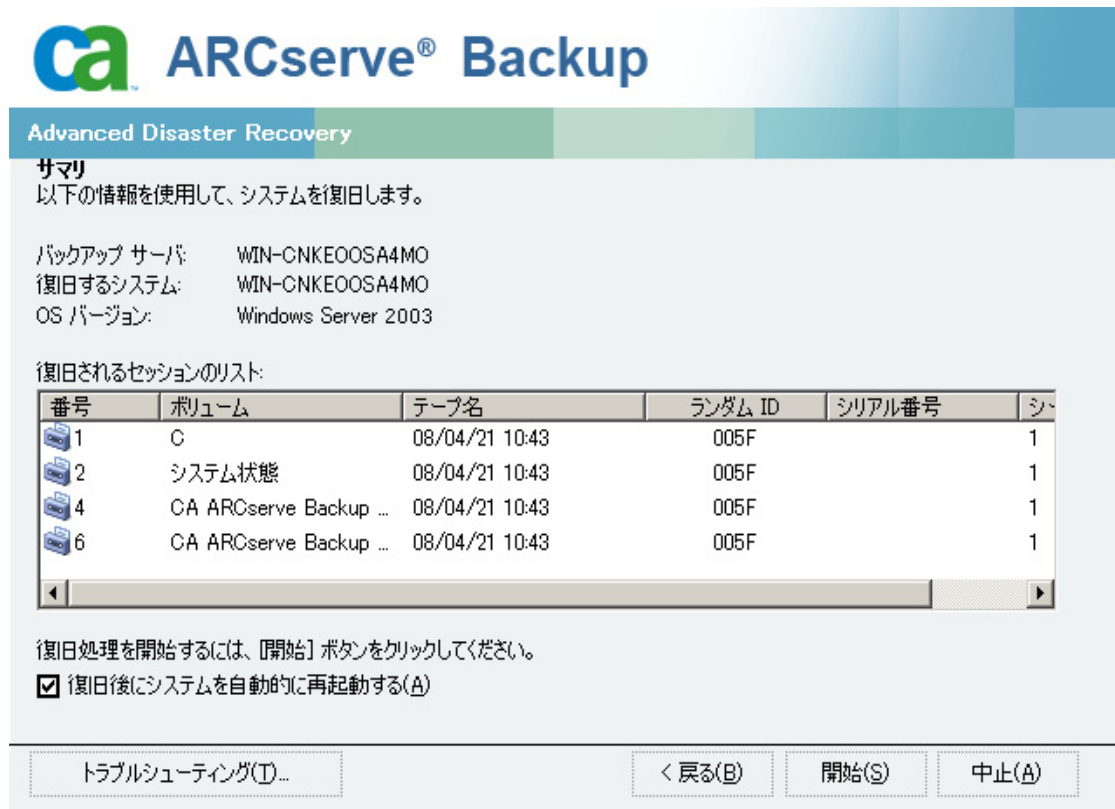 ca™ ARCserve® Backup
Advanced Disaster Recovery
サマリ
以下の情報を使用して、システムを復旧します。
バックアップ サーバ: WIN-CNKEOOSA4MO
復旧するシステム: WIN-CNKEOOSA4MO
OS バージョン: Windows Server 2003
復旧されるセッションのリスト:
番号 ボリューム テープ名 ランダム ID シリアル番号 シー
1 C 08/04/21 10:43 005F 1
2 システム状態 08/04/21 10:43 005F 1
4 CA ARCserve Backup ... 08/04/21 10:43 005F 1
6 CA ARCserve Backup ... 08/04/21 10:43 005F 1
復旧処理を開始するには、[開始] ボタンをクリックしてください。
復旧後にシステムを自動的に再起動する(A)
トラブルシューティング(T)... < 戻る(B) 開始(S) 中止(A)